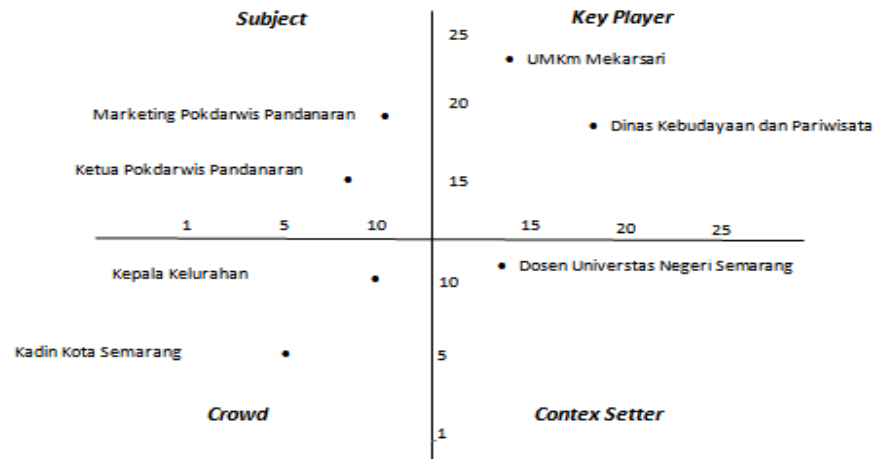 Subject
Key Player
25
UMKm Mekarsari
20
Marketing Pokdarwis Pandanaran
Dinas Kebudayaan dan Pariwisata
Ketua Pokdarwis Pandanaran
15
1 5 10 15 20 25
Dosen Universtas Negeri Semarang
Kepala Kelurahan
10
Kadin Kota Semarang
5
Crowd
Contex Setter
1